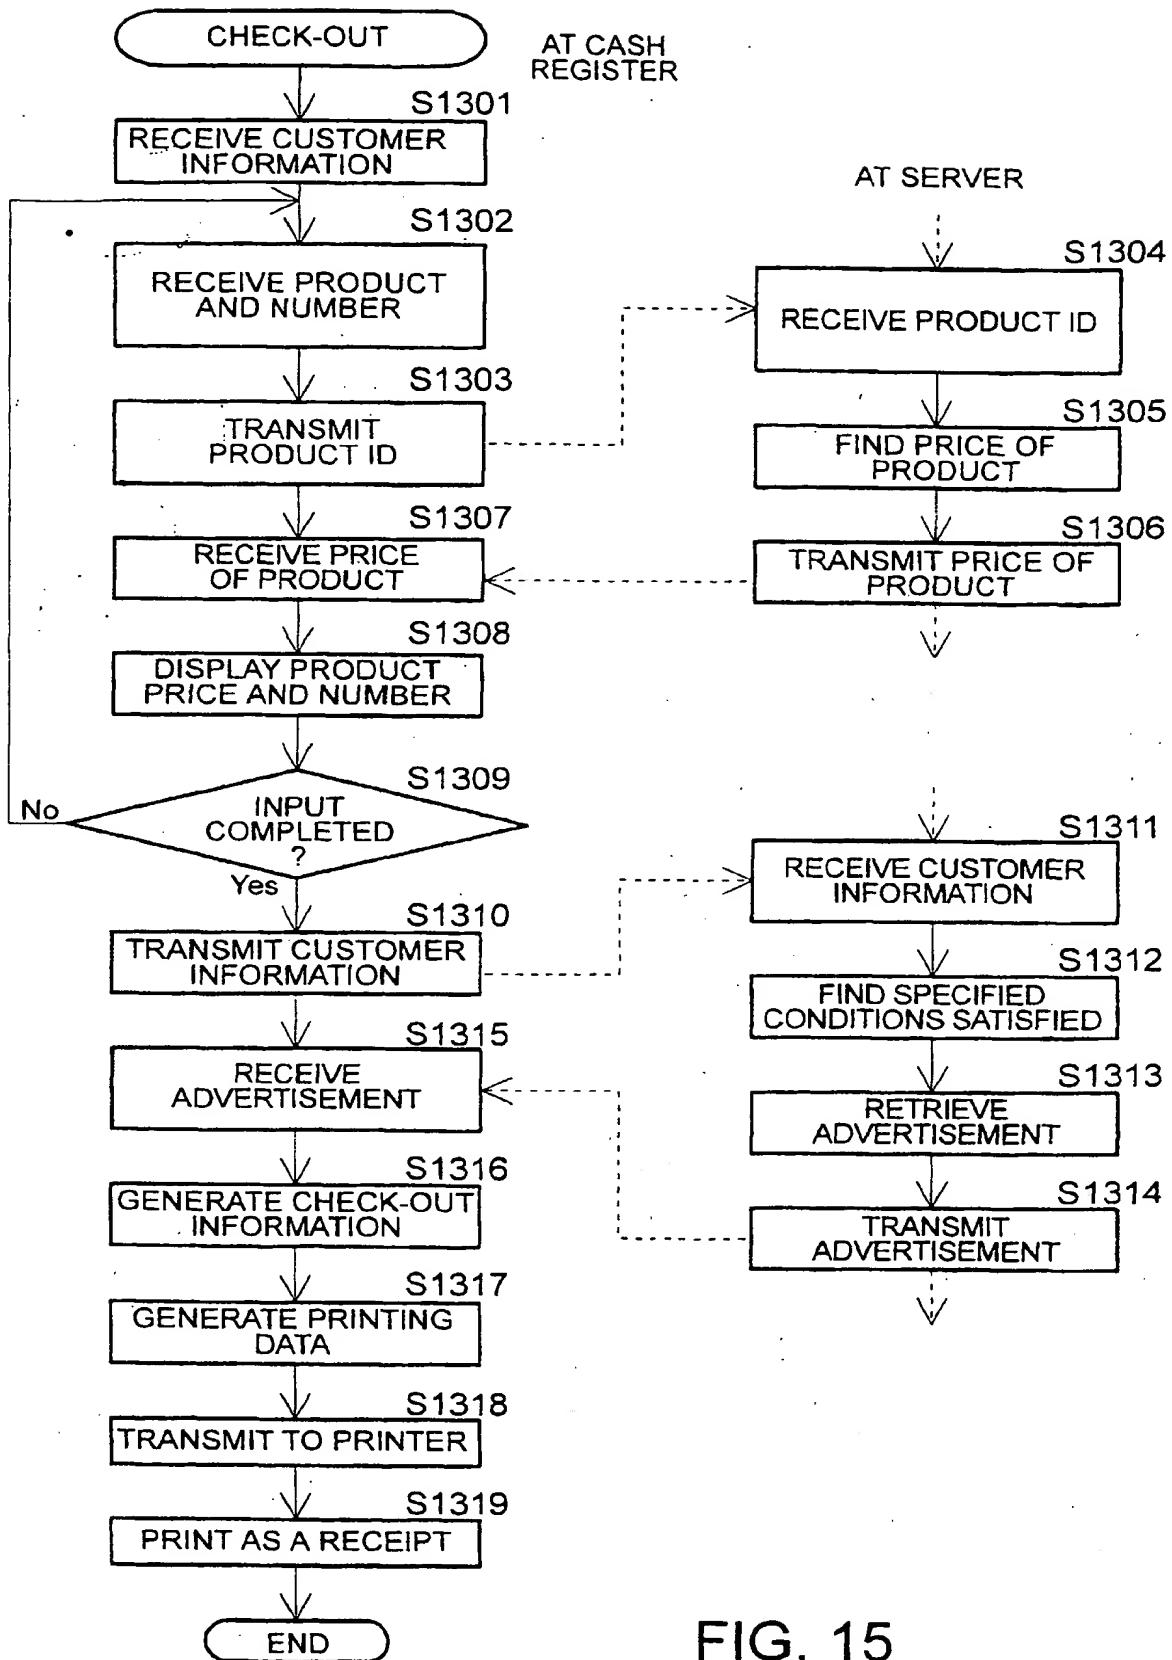 CHECK-OUT
AT CASH
REGISTER
S1301
RECEIVE CUSTOMER
INFORMATION
S1302
RECEIVE PRODUCT
AND NUMBER
S1303
TRANSMIT
PRODUCT ID
S1307
RECEIVE PRICE
OF PRODUCT
S1308
DISPLAY PRODUCT
PRICE AND NUMBER
S1309
INPUT
COMPLETED
?
No
Yes
S1310
TRANSMIT CUSTOMER
INFORMATION
S1315
RECEIVE
ADVERTISEMENT
S1316
GENERATE CHECK-OUT
INFORMATION
S1317
GENERATE PRINTING
DATA
S1318
TRANSMIT TO PRINTER
S1319
PRINT AS A RECEIPT
END
AT SERVER
S1304
RECEIVE PRODUCT ID
S1305
FIND PRICE OF
PRODUCT
S1306
TRANSMIT PRICE OF
PRODUCT
S1311
RECEIVE CUSTOMER
INFORMATION
S1312
FIND SPECIFIED
CONDITIONS SATISFIED
S1313
RETRIEVE
ADVERTISEMENT
S1314
TRANSMIT
ADVERTISEMENT
FIG. 15